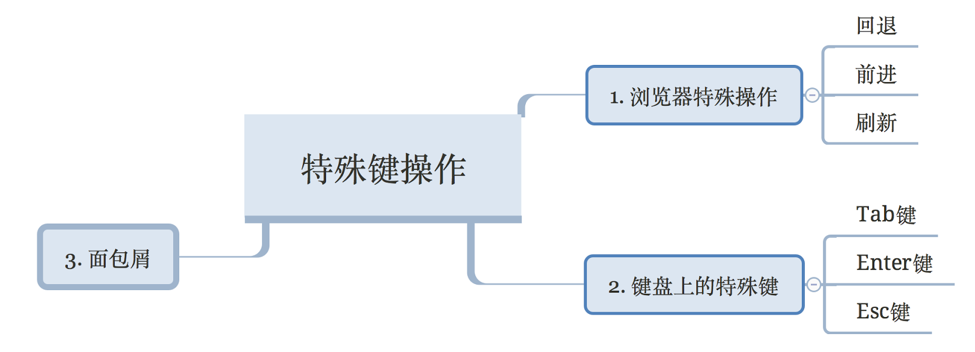 特殊键操作
1. 浏览器特殊操作
回退
前进
刷新
2. 键盘上的特殊键
Tab键
Enter键
Esc键
3. 面包屑